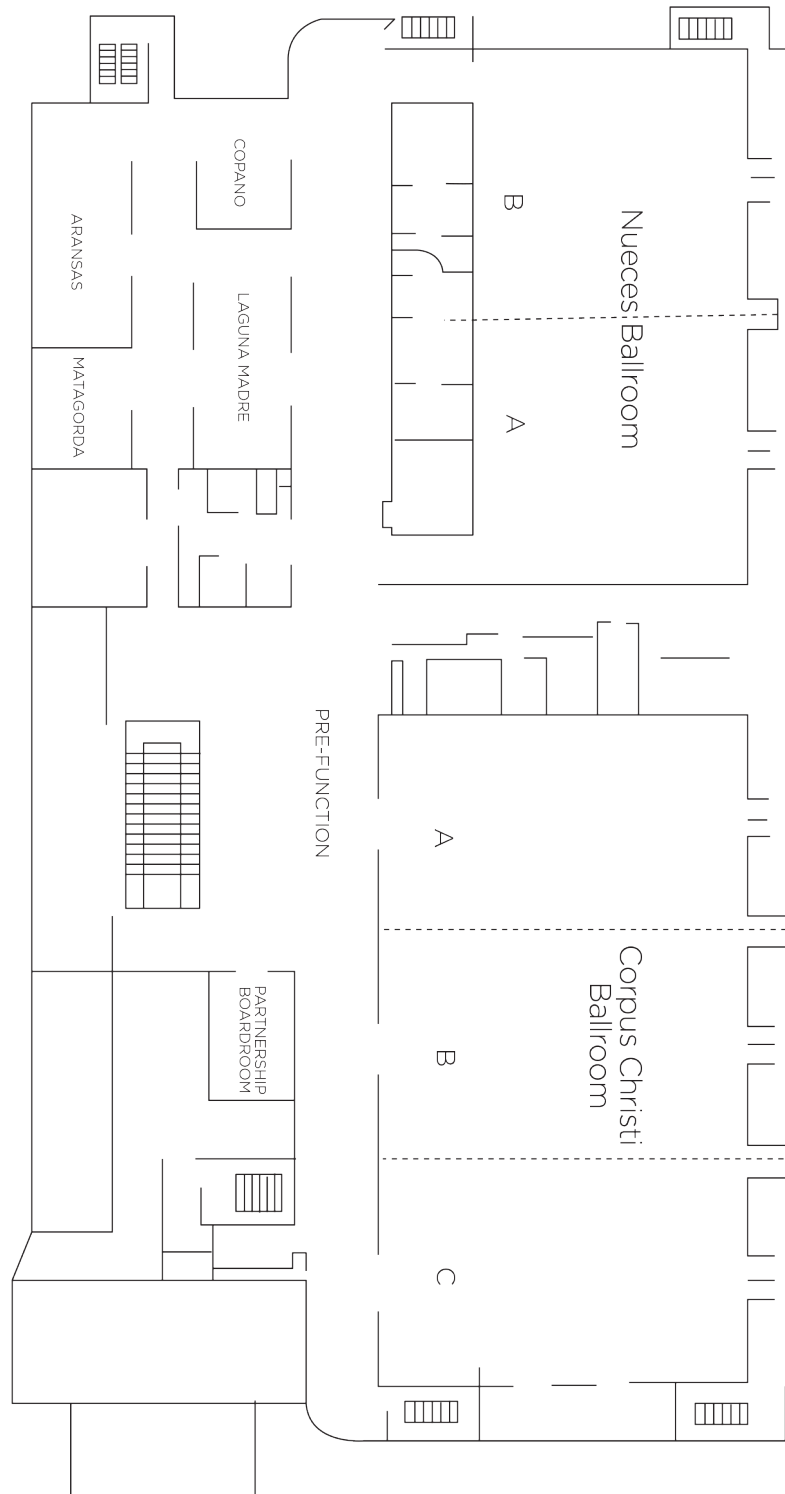 COPANO
ARANSAS
LAGUNA MADRE
MATAGORDA
B
Nueces Ballroom
A
PRE-FUNCTION
A
Corpus Christi
Ballroom
B
PARTNERSHIP
BOARDROOM
C